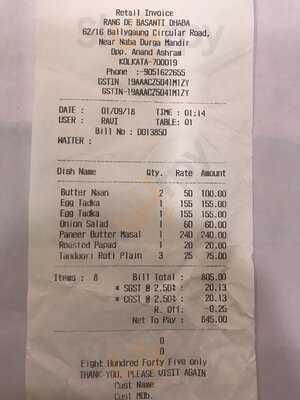 Retail Invoice
RANG DE BASANTI DHABA
62/16 Ballygaung Circular Road,
Near Naba Durga Mandir
Opp. Anand Ashram
KOLKATA-700019
Phone :-9051622655
GSTIN 19AAACZ5041M1ZY
GSTIN-19AAACZ5041M1ZY
DATE : 01/09/18 TIME : 01:14
USER : RAVI TABLE: 01
Bill No : D013850
WAITER :
Dish Name Qty. Rate Amount
Butter Naan 2 50 100.00
Egg Tadka 1 155 155.00
Egg Tadka 1 155 155.00
Onion Salad 1 60 60.00
Paneer Butter Masal 1 240 240.00
Roasted Papad 1 20 20.00
Tanduori Roti Plain 3 25 75.00
Items : 8 Bill Total : 805.00
* SGST @ 2.50% : 20.13
* CGST @ 2.50% : 20.13
R. Off: -0.25
Net To Pay : 845.00
0
0
Eight Hundred Forty Five only
THANK YOU, PLEASE VISIT AGAIN
Cust Name
Cust MOb.